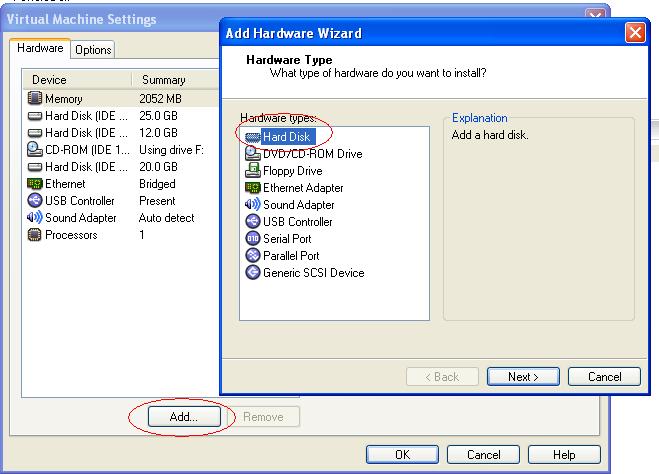 Virtual Machine Settings
Hardware
Options
Device Summary
Memory 2052 MB
Hard Disk (IDE ... 25.0 GB
Hard Disk (IDE ... 12.0 GB
CD-ROM (IDE 1... Using drive F:
Hard Disk (IDE ... 20.0 GB
Ethernet Bridged
USB Controller Present
Sound Adapter Auto detect
Processors 1
Add...
Remove
OK
Cancel
Help
Add Hardware Wizard
Hardware Type
What type of hardware do you want to install?
Hardware types:
Hard Disk
DVD/CD-ROM Drive
Floppy Drive
Ethernet Adapter
Sound Adapter
USB Controller
Serial Port
Parallel Port
Generic SCSI Device
Explanation
Add a hard disk.
< Back
Next >
Cancel